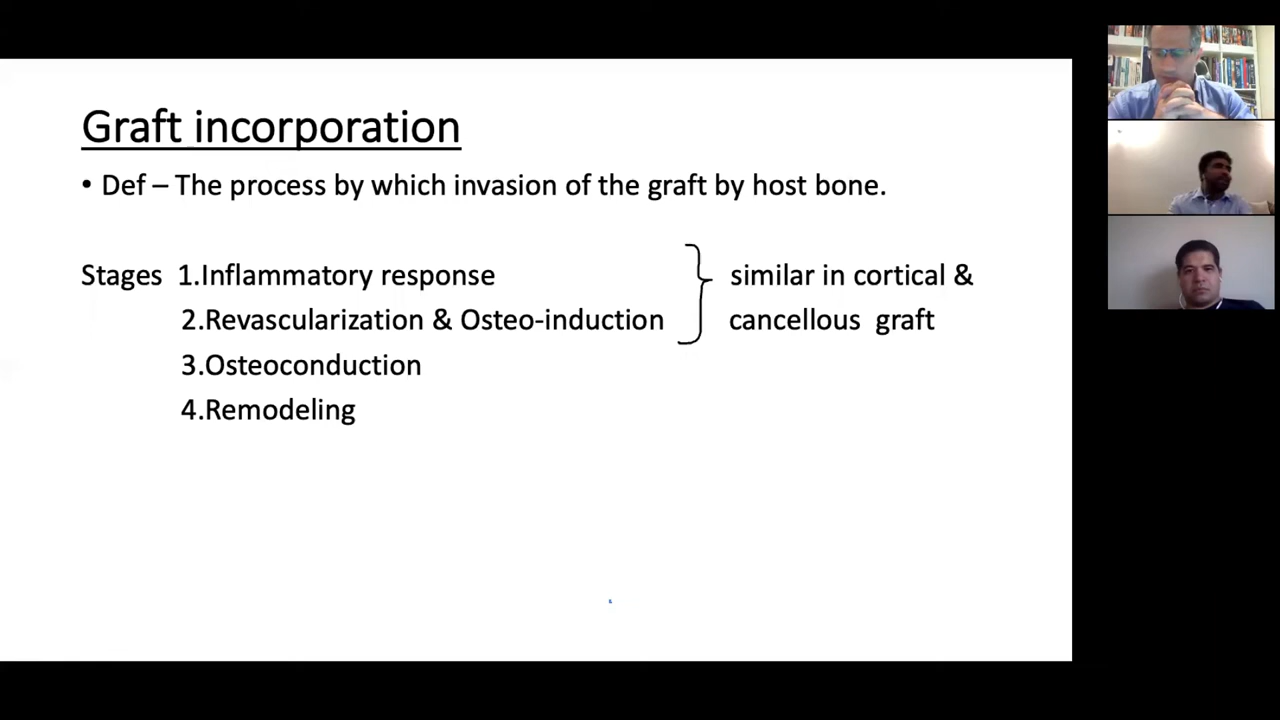 Graft incorporation
• Def – The process by which invasion of the graft by host bone.
Stages 1.Inflammatory response
2.Revascularization & Osteo-induction
3.Osteoconduction
4.Remodeling
similar in cortical &
cancellous graft